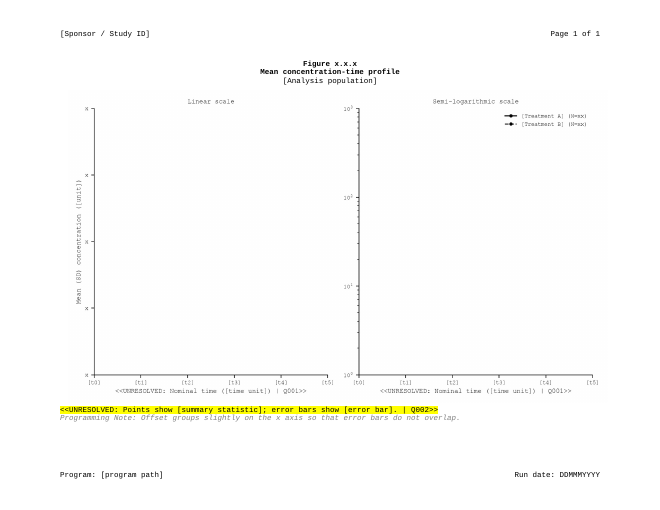 [Sponsor / Study ID]
Page 1 of 1
Figure x.x.x
Mean concentration-time profile
[Analysis population]
Linear scale
Semi-logarithmic scale
Mean (SD) concentration ([unit])
x
x
x
x
x
[t0]
[t1]
[t2]
[t3]
[t4]
[t5]
<<UNRESOLVED: Nominal time ([time unit]) | Q001>>
[Treatment A] (N=xx)
[Treatment B] (N=xx)
10³
10²
10¹
10⁰
[t0]
[t1]
[t2]
[t3]
[t4]
[t5]
<<UNRESOLVED: Nominal time ([time unit]) | Q001>>
<<UNRESOLVED: Points show [summary statistic]; error bars show [error bar]. | Q002>>
Programming Note: Offset groups slightly on the x axis so that error bars do not overlap.
Program: [program path]
Run date: DDMMMYYYY